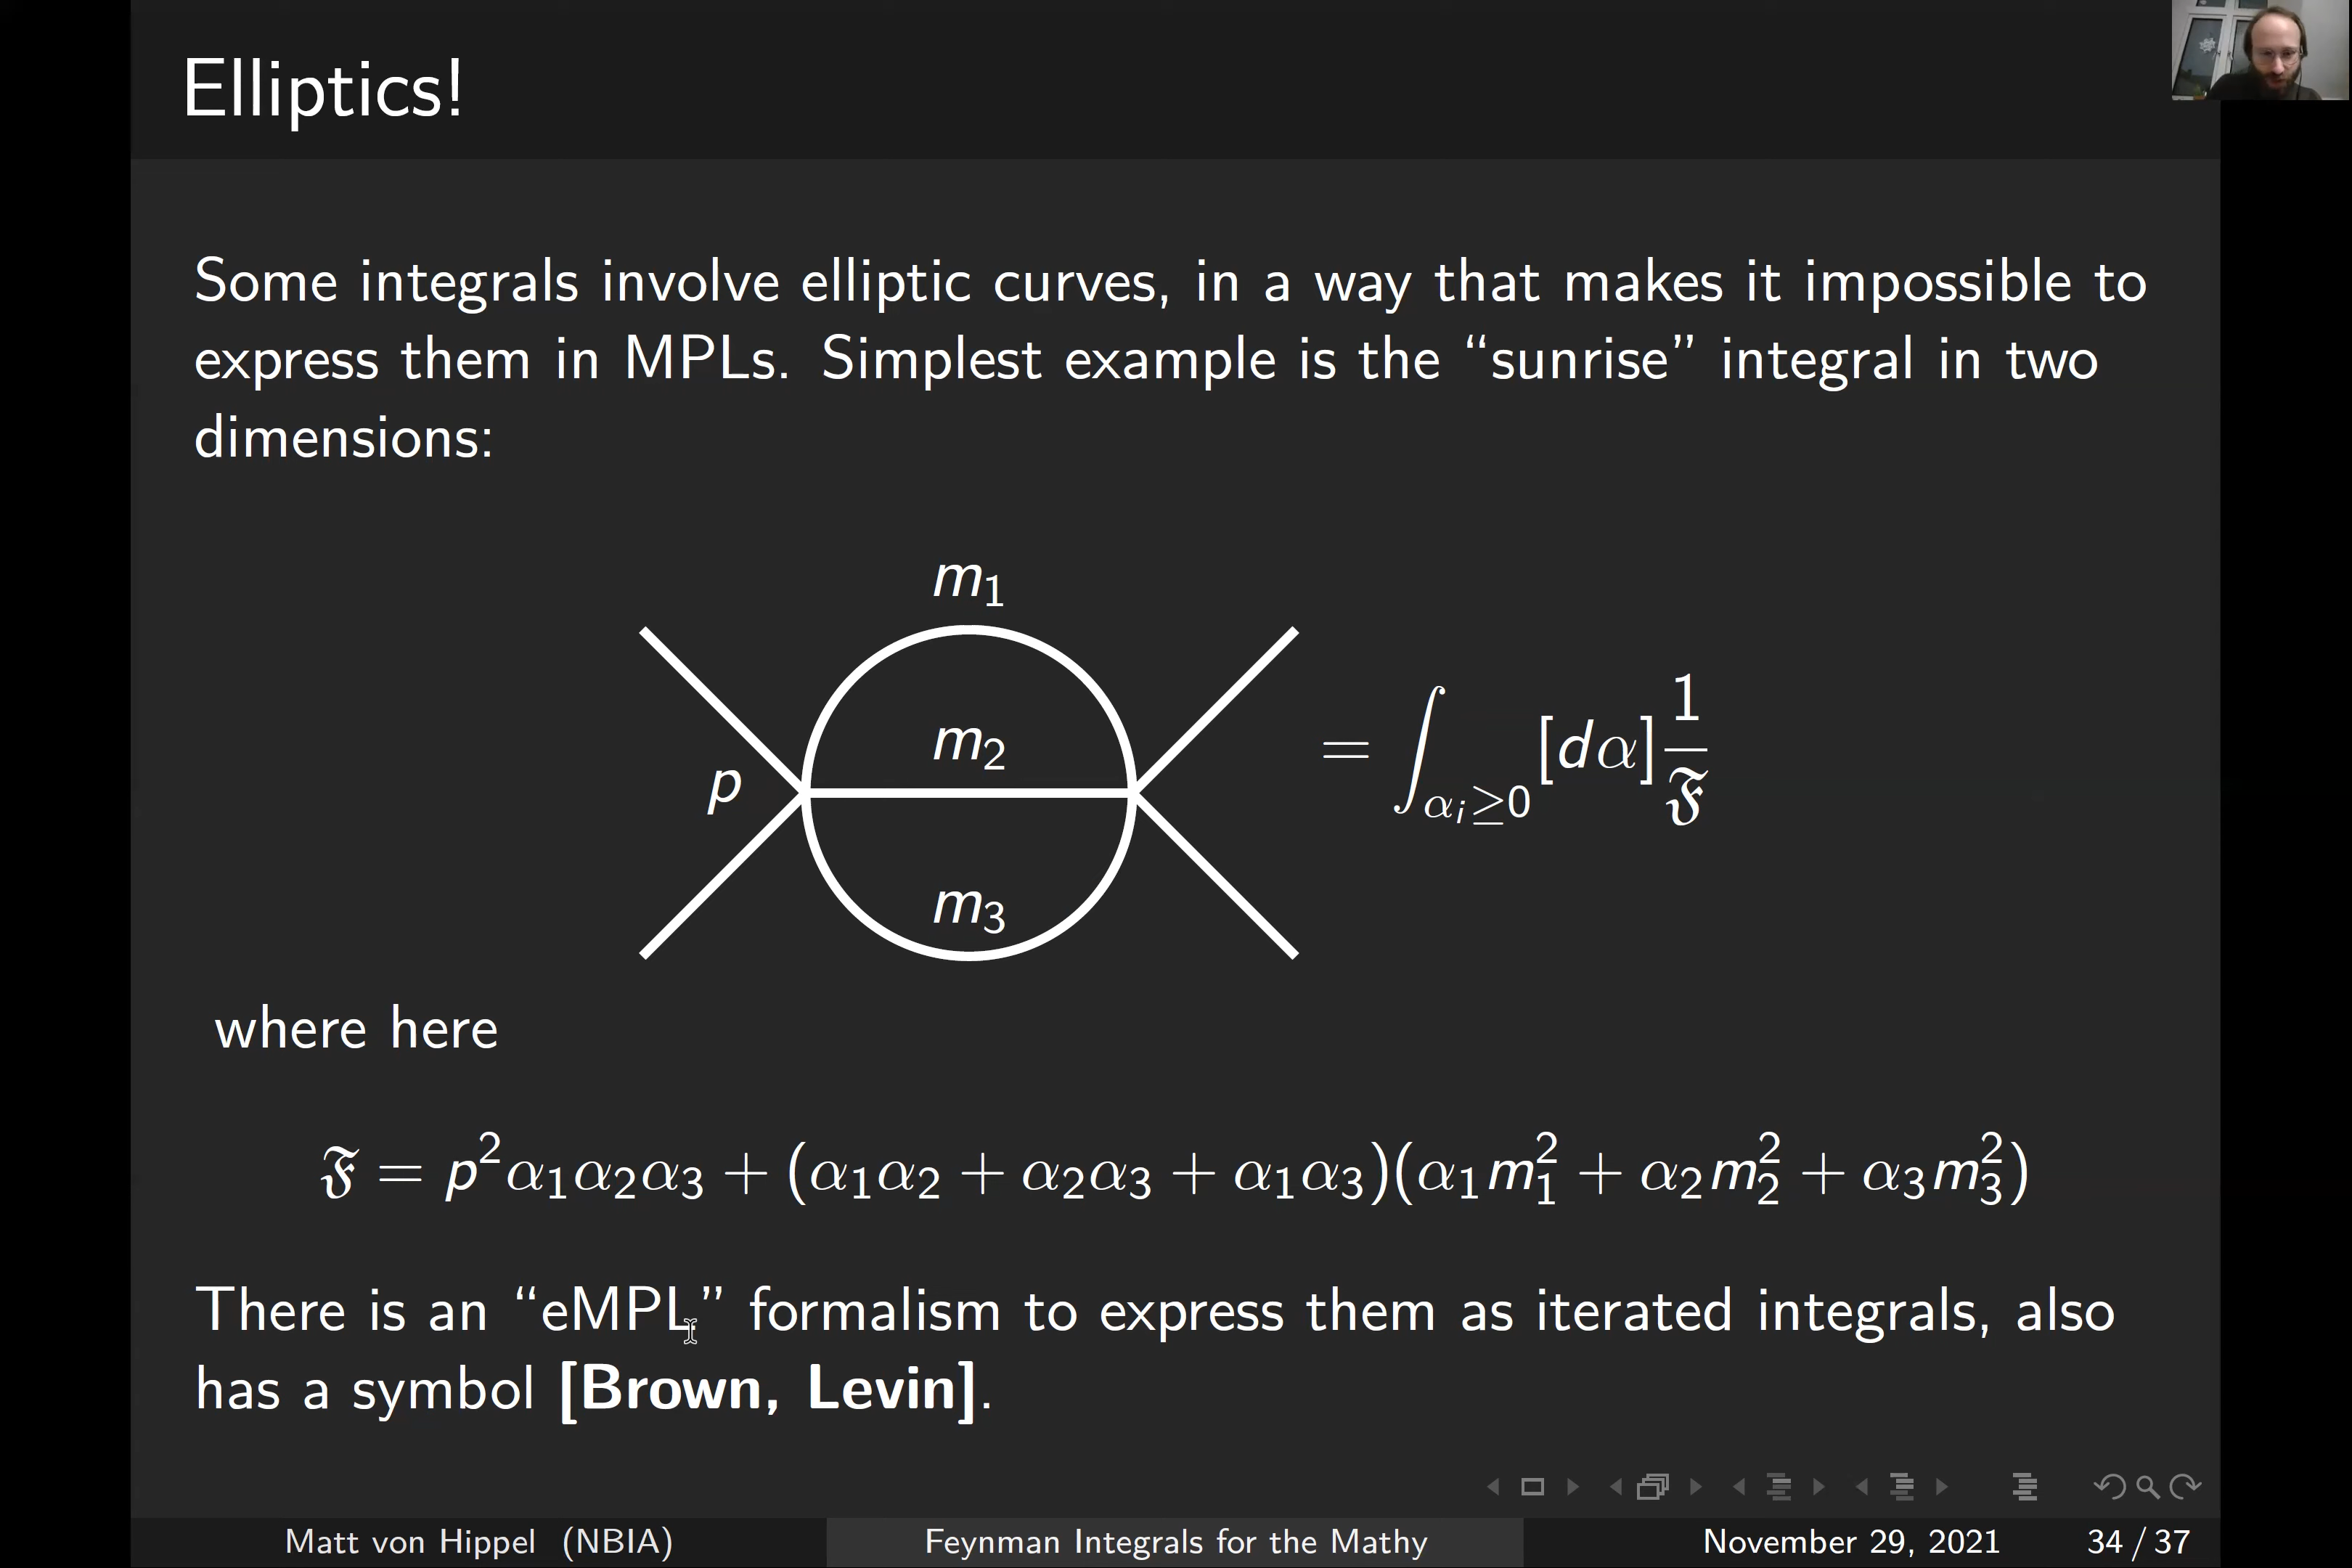 Elliptics!
Some integrals involve elliptic curves, in a way that makes it impossible to
express them in MPLs. Simplest example is the “sunrise” integral in two
dimensions:
m₁
m₂
p
m₃
= ∫_{αᵢ≥0} [dα] 1/𝔉
where here
𝔉 = p²α₁α₂α₃ + (α₁α₂ + α₂α₃ + α₁α₃)(α₁m₁² + α₂m₂² + α₃m₃²)
There is an “eMPL” formalism to express them as iterated integrals, also
has a symbol [Brown, Levin].
Matt von Hippel (NBIA) Feynman Integrals for the Mathy November 29, 2021 34 / 37